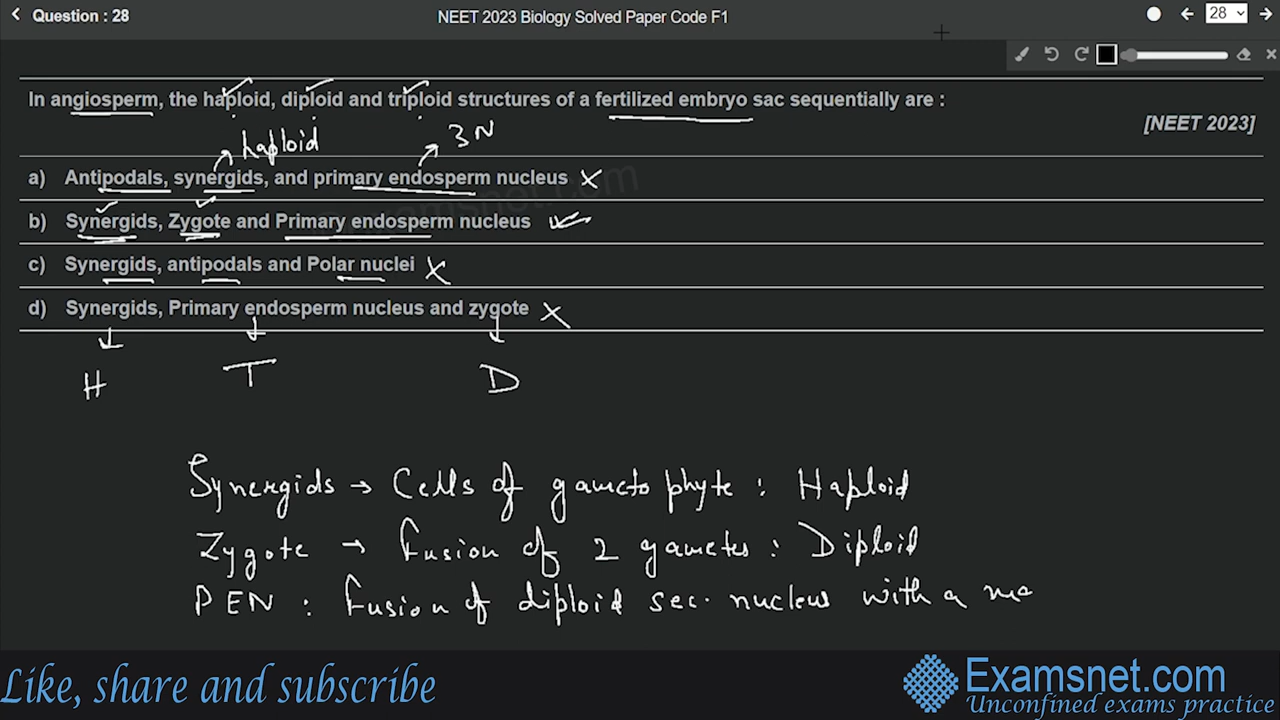 Question : 28
NEET 2023 Biology Solved Paper Code F1
28
In angiosperm, the haploid, diploid and triploid structures of a fertilized embryo sac sequentially are :
[NEET 2023]
haploid
3N
a) Antipodals, synergids, and primary endosperm nucleus
b) Synergids, Zygote and Primary endosperm nucleus
c) Synergids, antipodals and Polar nuclei
d) Synergids, Primary endosperm nucleus and zygote
H T D
Synergids → Cells of gametophyte : Haploid
Zygote → Fusion of 2 gametes : Diploid
PEN : Fusion of diploid sec. nucleus with a ma
Like, share and subscribe
Examsnet.com
Unconfined exams practice